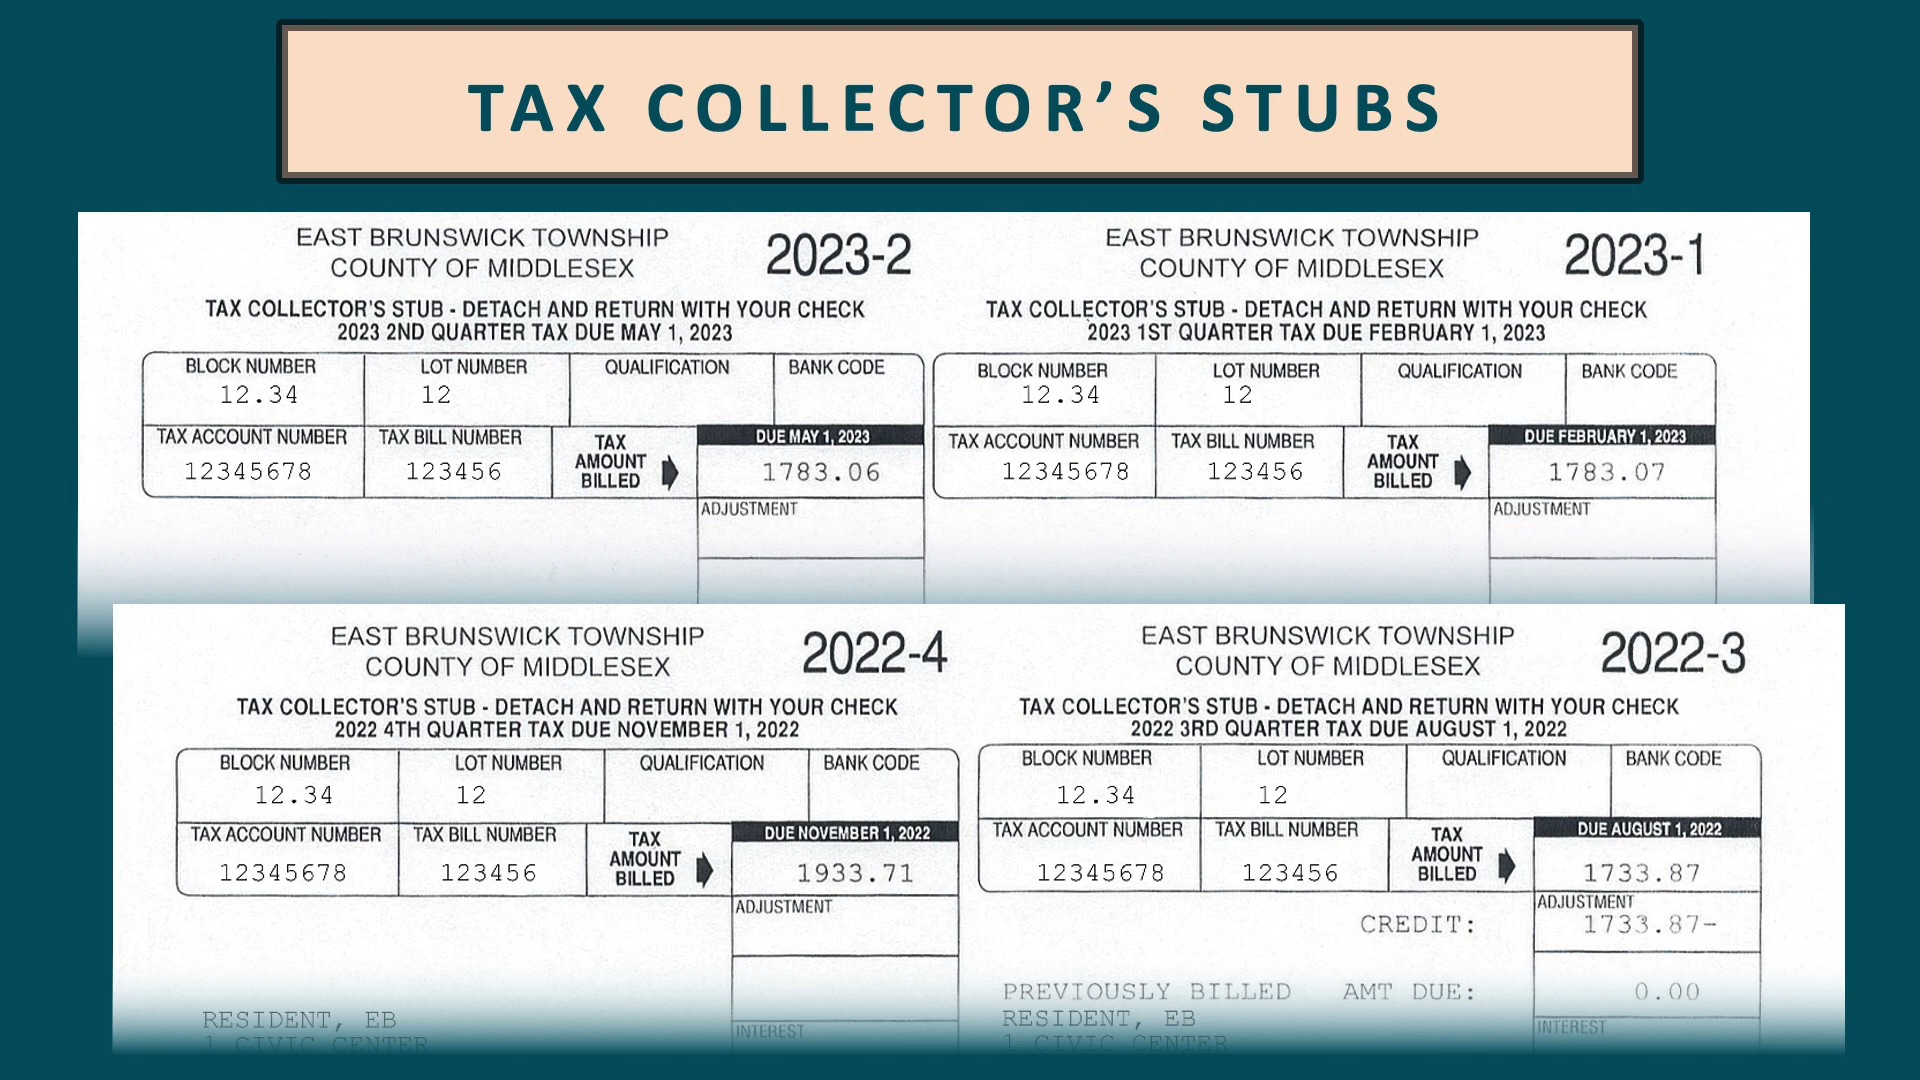 TAX COLLECTOR’S STUBS
EAST BRUNSWICK TOWNSHIP
COUNTY OF MIDDLESEX
2023-2
TAX COLLECTOR'S STUB - DETACH AND RETURN WITH YOUR CHECK
2023 2ND QUARTER TAX DUE MAY 1, 2023
BLOCK NUMBER LOT NUMBER QUALIFICATION BANK CODE
12.34 12
TAX ACCOUNT NUMBER TAX BILL NUMBER TAX AMOUNT BILLED DUE MAY 1, 2023
12345678 123456 1783.06
ADJUSTMENT
EAST BRUNSWICK TOWNSHIP
COUNTY OF MIDDLESEX
2023-1
TAX COLLECTOR'S STUB - DETACH AND RETURN WITH YOUR CHECK
2023 1ST QUARTER TAX DUE FEBRUARY 1, 2023
BLOCK NUMBER LOT NUMBER QUALIFICATION BANK CODE
12.34 12
TAX ACCOUNT NUMBER TAX BILL NUMBER TAX AMOUNT BILLED DUE FEBRUARY 1, 2023
12345678 123456 1783.07
ADJUSTMENT
EAST BRUNSWICK TOWNSHIP
COUNTY OF MIDDLESEX
2022-4
TAX COLLECTOR'S STUB - DETACH AND RETURN WITH YOUR CHECK
2022 4TH QUARTER TAX DUE NOVEMBER 1, 2022
BLOCK NUMBER LOT NUMBER QUALIFICATION BANK CODE
12.34 12
TAX ACCOUNT NUMBER TAX BILL NUMBER TAX AMOUNT BILLED DUE NOVEMBER 1, 2022
12345678 123456 1933.71
ADJUSTMENT
RESIDENT, EB
INTEREST
1 CIVIC CENTER
EAST BRUNSWICK TOWNSHIP
COUNTY OF MIDDLESEX
2022-3
TAX COLLECTOR'S STUB - DETACH AND RETURN WITH YOUR CHECK
2022 3RD QUARTER TAX DUE AUGUST 1, 2022
BLOCK NUMBER LOT NUMBER QUALIFICATION BANK CODE
12.34 12
TAX ACCOUNT NUMBER TAX BILL NUMBER TAX AMOUNT BILLED DUE AUGUST 1, 2022
12345678 123456 1733.87
ADJUSTMENT
CREDIT: 1733.87-
PREVIOUSLY BILLED AMT DUE: 0.00
RESIDENT, EB
INTEREST
1 CIVIC CENTER